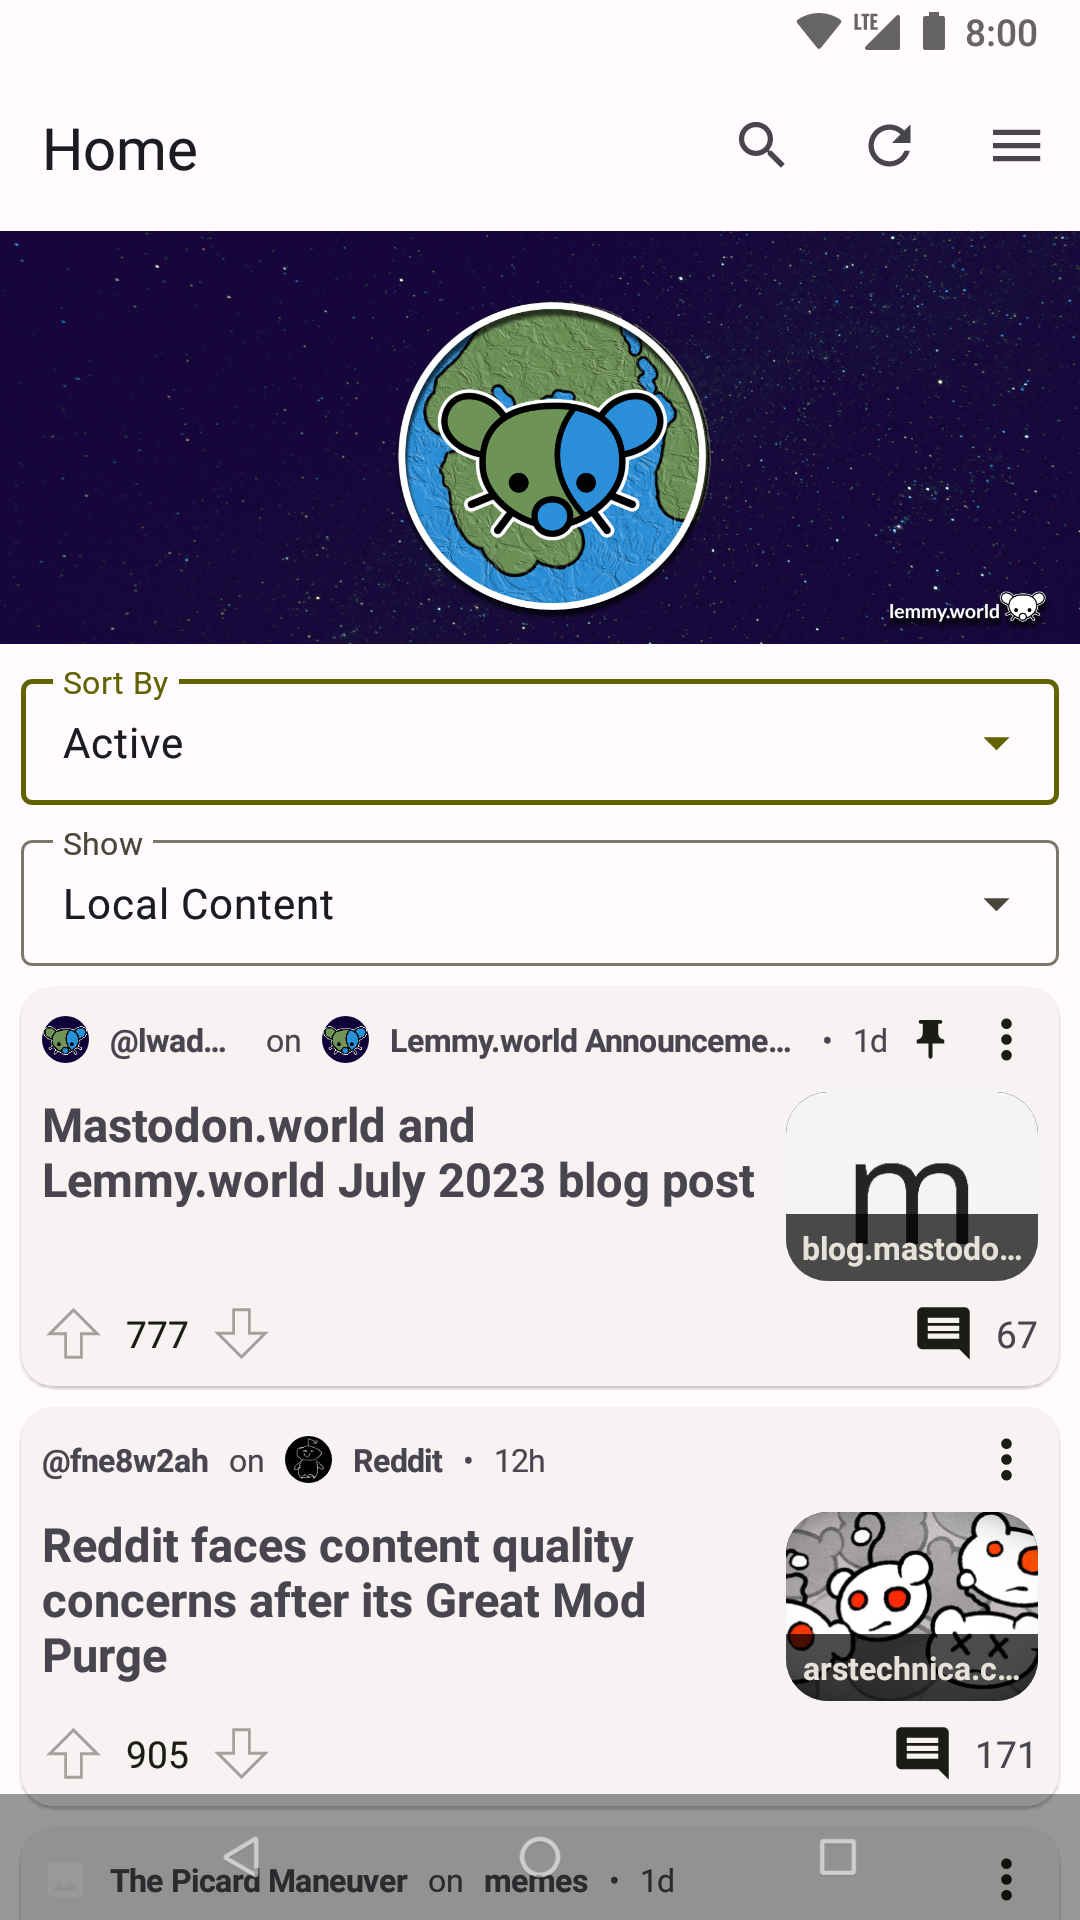 LTE 8:00
Home
lemmy.world
Sort By
Active
Show
Local Content
@lwad... on Lemmy.world Announceme... • 1d
Mastodon.world and
Lemmy.world July 2023 blog post
m
blog.mastodo...
777 67
@fne8w2ah on Reddit • 12h
Reddit faces content quality
concerns after its Great Mod
Purge
arstechnica.c...
905 171
The Picard Maneuver on memes • 1d